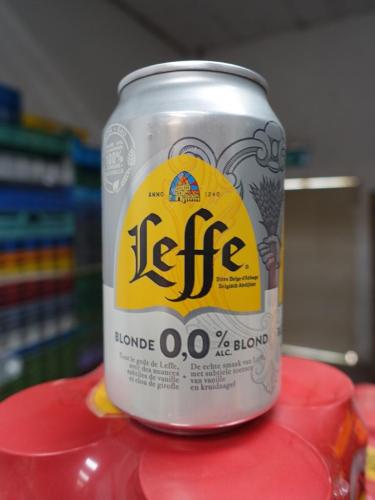 100%
ANNO 1240
Leffe
Bière Belge d'Abbaye
Belgisch Abdijbier
BLONDE 0,0% ALC. BLOND
Tout le goût de Leffe,
avec des nuances
subtiles de vanille
et clou de girofle
De echte smaak van Leffe,
met subtiele toetsen
van vanille
en kruidnagel